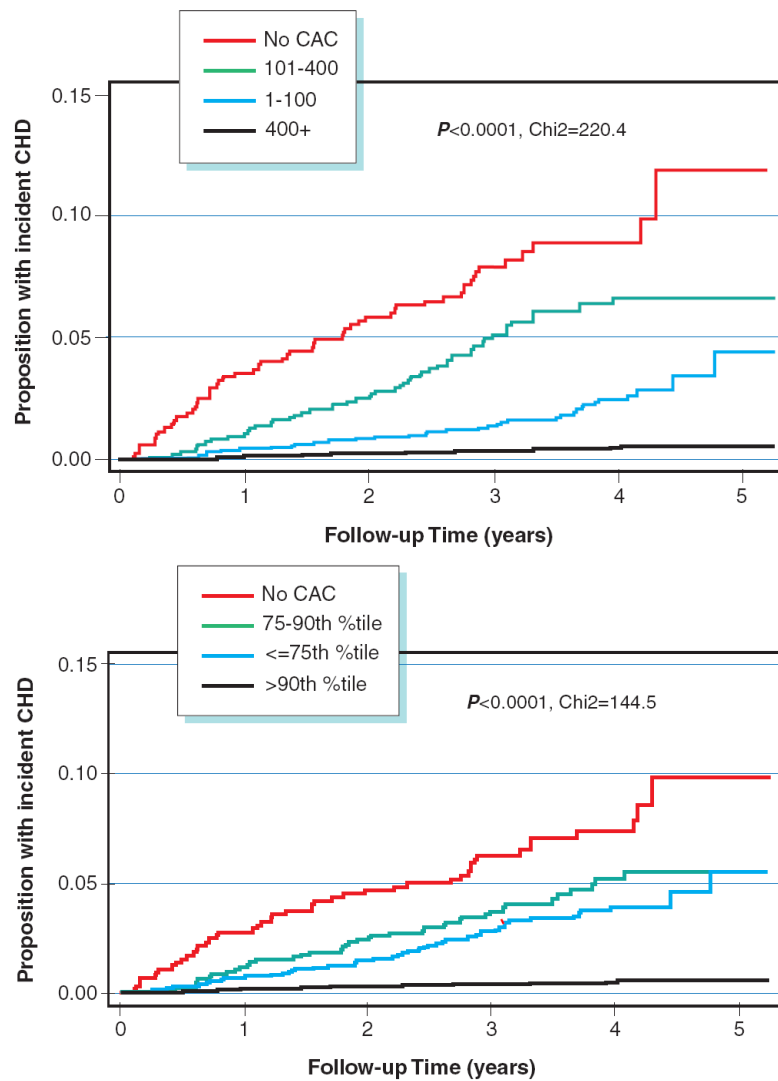 No CAC
101-400
1-100
400+
P<0.0001, Chi2=220.4
Proposition with incident CHD
0.15
0.10
0.05
0.00
0 1 2 3 4 5
Follow-up Time (years)
No CAC
75-90th %tile
<=75th %tile
>90th %tile
P<0.0001, Chi2=144.5
Proposition with incident CHD
0.15
0.10
0.05
0.00
0 1 2 3 4 5
Follow-up Time (years)